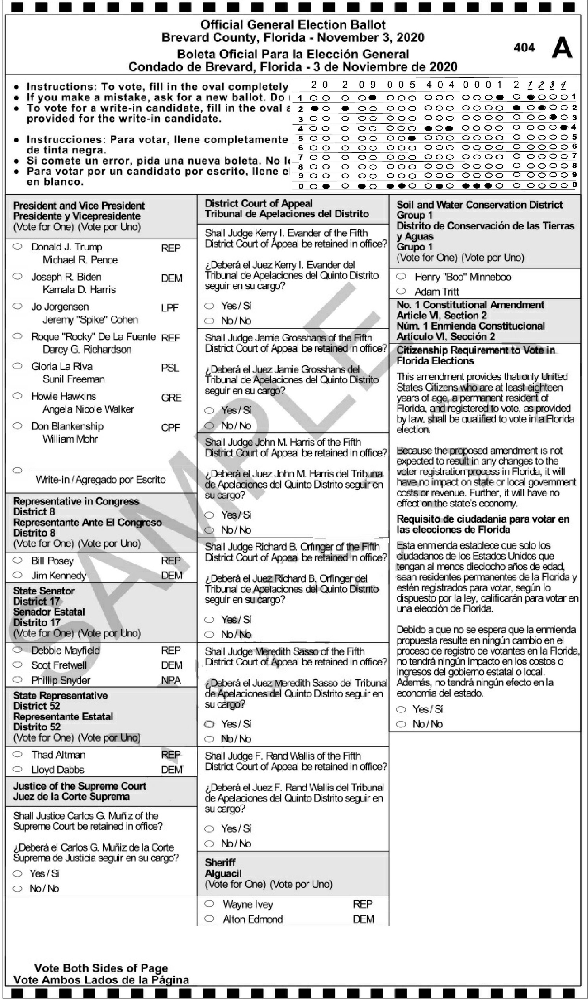 Official General Election Ballot
Brevard County, Florida - November 3, 2020
Boleta Oficial Para la Elección General
Condado de Brevard, Florida - 3 de Noviembre de 2020
404 A
• Instructions: To vote, fill in the oval completely
• If you make a mistake, ask for a new ballot. Do
• To vote for a write-in candidate, fill in the oval
provided for the write-in candidate.
• Instrucciones: Para votar, llene completamente
de tinta negra.
• Si comete un error, pida una nueva boleta. No
• Para votar por un candidato por escrito, llene
en blanco.
2 0 2 0 9 0 0 5 4 0 4 0 0 0 1 2 1 2 3 4
1 1
2 2
3 3
4 4
5 5
6 6
7 7
8 8
9 9
0 0
President and Vice President
Presidente y Vicepresidente
(Vote for One) (Vote por Uno)
Donald J. Trump REP
Michael R. Pence
Joseph R. Biden DEM
Kamala D. Harris
Jo Jorgensen LPF
Jeremy "Spike" Cohen
Roque "Rocky" De La Fuente REF
Darcy G. Richardson
Gloria La Riva PSL
Sunil Freeman
Howie Hawkins GRE
Angela Nicole Walker
Don Blankenship CPF
William Mohr
Write-in / Agregado por Escrito
Representative in Congress
District 8
Representante Ante El Congreso
Distrito 8
(Vote for One) (Vote por Uno)
Bill Posey REP
Jim Kennedy DEM
State Senator
District 17
Senador Estatal
Distrito 17
(Vote for One) (Vote por Uno)
Debbie Mayfield REP
Scot Fretwell DEM
Phillip Snyder NPA
State Representative
District 52
Representante Estatal
Distrito 52
(Vote for One) (Vote por Uno)
Thad Altman REP
Lloyd Dabbs DEM
Justice of the Supreme Court
Juez de la Corte Suprema
Shall Justice Carlos G. Muñiz of the
Supreme Court be retained in office?
¿Deberá el Carlos G. Muñiz de la Corte
Suprema de Justicia seguir en su cargo?
Yes / Sí
No / No
Vote Both Sides of Page
Vote Ambos Lados de la Página
District Court of Appeal
Tribunal de Apelaciones del Distrito
Shall Judge Kerry I. Evander of the Fifth
District Court of Appeal be retained in office?
¿Deberá el Juez Kerry I. Evander del
Tribunal de Apelaciones del Quinto Distrito
seguir en su cargo?
Yes / Sí
No / No
Shall Judge Jamie Grosshans of the Fifth
District Court of Appeal be retained in office?
¿Deberá el Juez Jamie Grosshans del
Tribunal de Apelaciones del Quinto Distrito
seguir en su cargo?
Yes / Sí
No / No
Shall Judge John M. Harris of the Fifth
District Court of Appeal be retained in office?
¿Deberá el Juez John M. Harris del Tribunal
de Apelaciones del Quinto Distrito seguir en
su cargo?
Yes / Sí
No / No
Shall Judge Richard B. Orfinger of the Fifth
District Court of Appeal be retained in office?
¿Deberá el Juez Richard B. Orfinger del
Tribunal de Apelaciones del Quinto Distrito
seguir en su cargo?
Yes / Sí
No / No
Shall Judge Meredith Sasso of the Fifth
District Court of Appeal be retained in office?
¿Deberá el Juez Meredith Sasso del Tribunal
de Apelaciones del Quinto Distrito seguir en
su cargo?
Yes / Sí
No / No
Shall Judge F. Rand Wallis of the Fifth
District Court of Appeal be retained in office?
¿Deberá el Juez F. Rand Wallis del Tribunal
de Apelaciones del Quinto Distrito seguir en
su cargo?
Yes / Sí
No / No
Sheriff
Alguacil
(Vote for One) (Vote por Uno)
Wayne Ivey REP
Alton Edmond DEM
Soil and Water Conservation District
Group 1
Distrito de Conservación de las Tierras
y Aguas
Grupo 1
(Vote for One) (Vote por Uno)
Henry "Boo" Minneboo
Adam Tritt
No. 1 Constitutional Amendment
Article VI, Section 2
Núm. 1 Enmienda Constitucional
Artículo VI, Sección 2
Citizenship Requirement to Vote in
Florida Elections
This amendment provides that only United
States Citizens who are at least eighteen
years of age, a permanent resident of
Florida, and registered to vote, as provided
by law, shall be qualified to vote in a Florida
election.
Because the proposed amendment is not
expected to result in any changes to the
voter registration process in Florida, it will
have no impact on state or local government
costs or revenue. Further, it will have no
effect on the state's economy.
Requisito de ciudadanía para votar en
las elecciones de Florida
Esta enmienda establece que solo los
ciudadanos de los Estados Unidos que
tengan al menos dieciocho años de edad,
sean residentes permanentes de la Florida y
estén registrados para votar, según lo
dispuesto por la ley, calificarán para votar en
una elección de Florida.
Debido a que no se espera que la enmienda
propuesta resulte en ningún cambio en el
proceso de registro de votantes en la Florida,
no tendrá ningún impacto en los costos o
ingresos del gobierno estatal o local.
Además, no tendrá ningún efecto en la
economía del estado.
Yes / Sí
No / No
SAMPLE